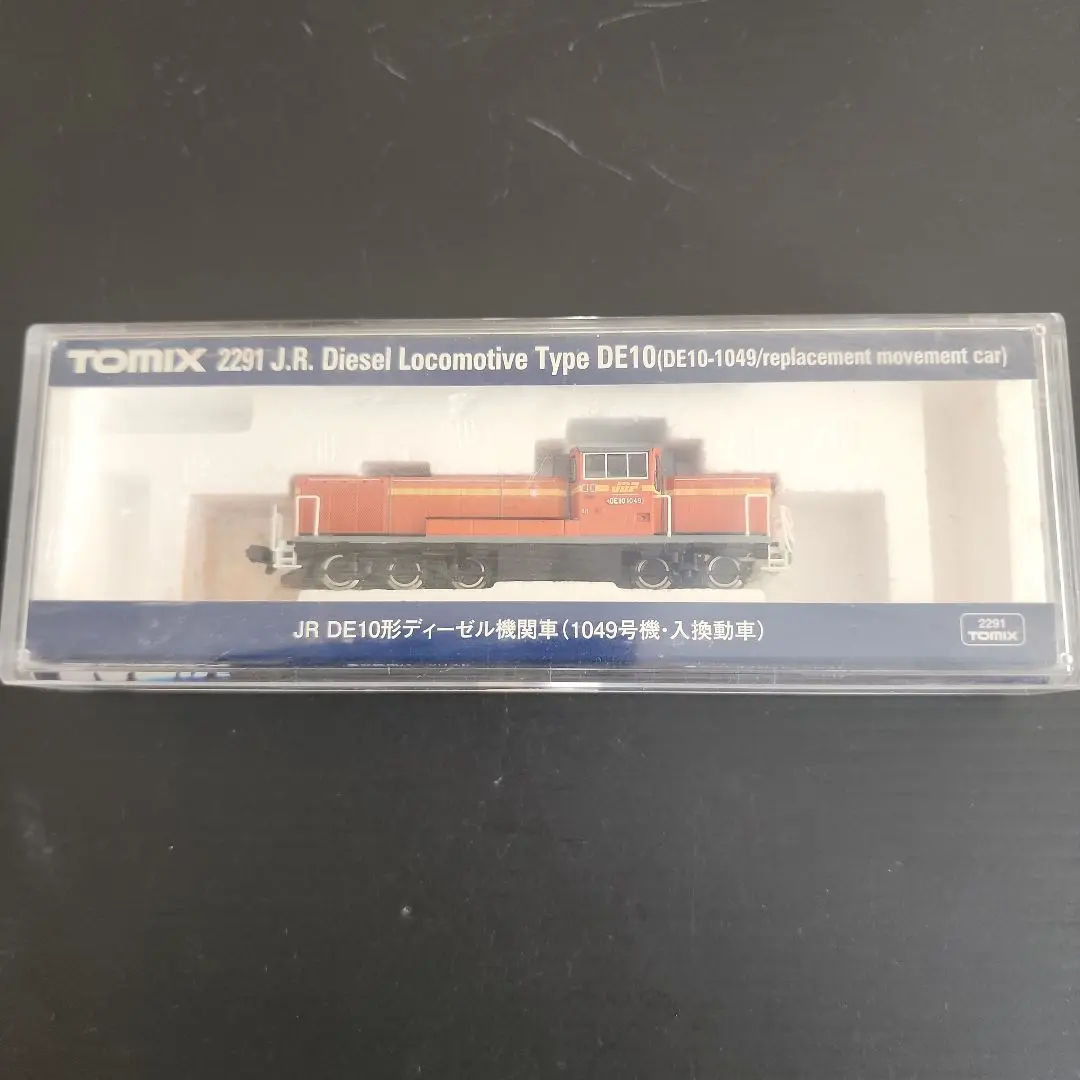 TOMIX 2291 J.R. Diesel Locomotive Type DE10(DE10-1049/replacement movement car)
DE10 1049
JR DE10形ディーゼル機関車(1049号機・入換動車)
2291
TOMIX